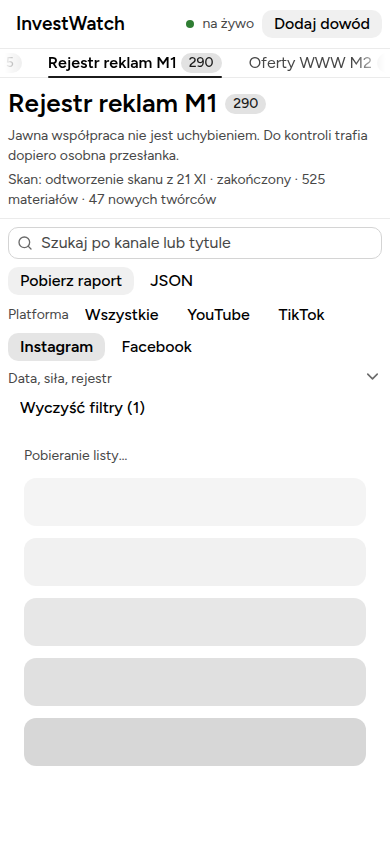 InvestWatch
na żywo
Dodaj dowód
5
Rejestr reklam M1 290
Oferty WWW M2
Rejestr reklam M1 290
Jawna współpraca nie jest uchybieniem. Do kontroli trafia
dopiero osobna przesłanka.
Skan: odtworzenie skanu z 21 XI · zakończony · 525
materiałów · 47 nowych twórców
Szukaj po kanale lub tytule
Pobierz raport
JSON
Platforma
Wszystkie
YouTube
TikTok
Instagram
Facebook
Data, siła, rejestr
Wyczyść filtry (1)
Pobieranie listy…